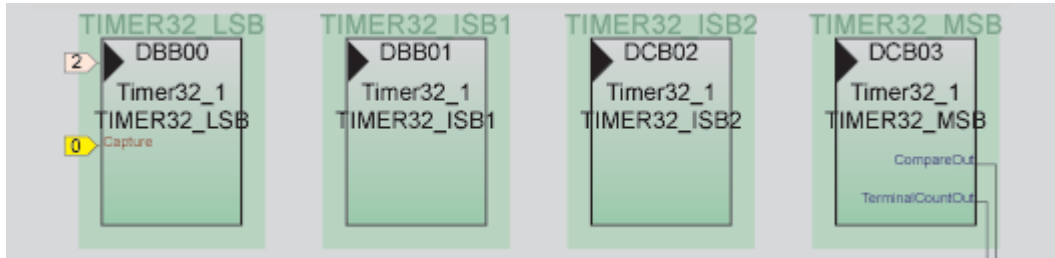 TIMER32_LSB TIMER32_ISB1 TIMER32_ISB2 TIMER32_MSB
DBB00 DBB01 DCB02 DCB03
2
Timer32_1 Timer32_1 Timer32_1 Timer32_1
TIMER32_LSB TIMER32_ISB1 TIMER32_ISB2 TIMER32_MSB
0 Capture
CompareOut
TerminalCountOut